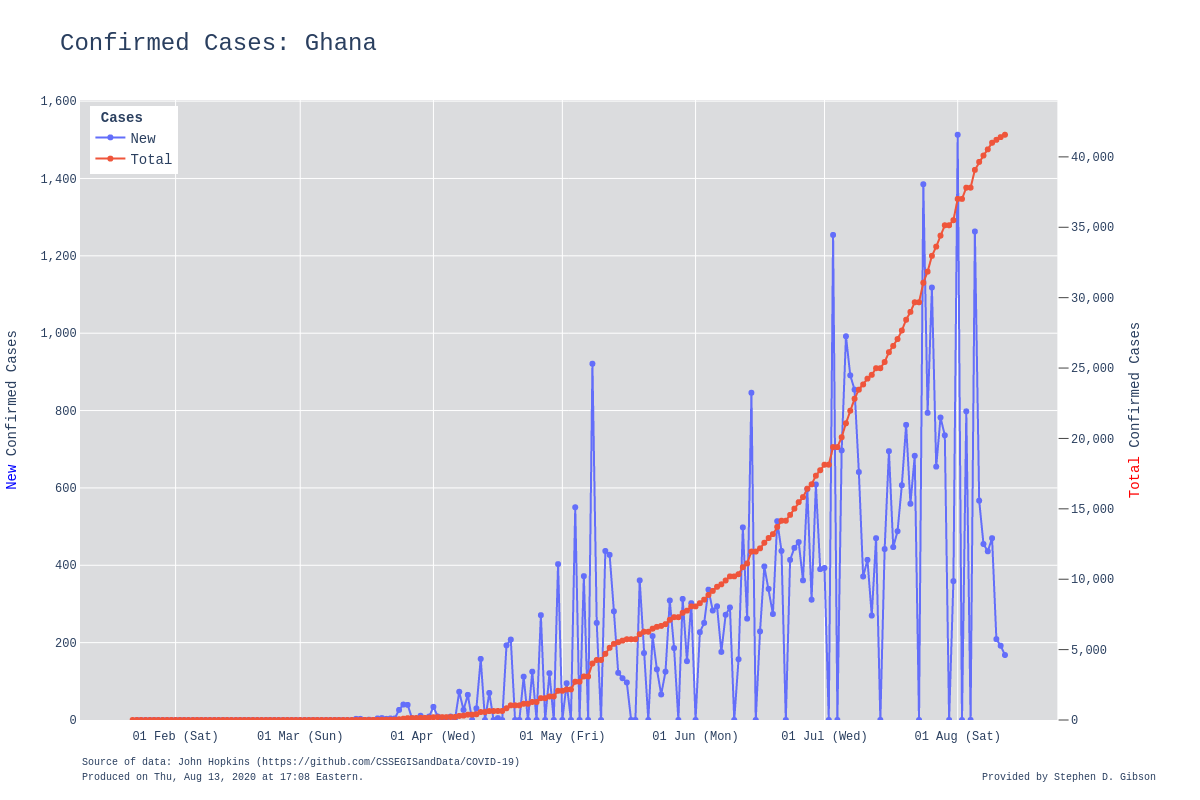 Confirmed Cases: Ghana
Cases
New
Total
1,600
1,400
1,200
1,000
800
600
400
200
0
New Confirmed Cases
40,000
35,000
30,000
25,000
20,000
15,000
10,000
5,000
0
Total Confirmed Cases
01 Feb (Sat) 01 Mar (Sun) 01 Apr (Wed) 01 May (Fri) 01 Jun (Mon) 01 Jul (Wed) 01 Aug (Sat)
Source of data: John Hopkins (https://github.com/CSSEGISandData/COVID-19)
Produced on Thu, Aug 13, 2020 at 17:08 Eastern.
Provided by Stephen D. Gibson